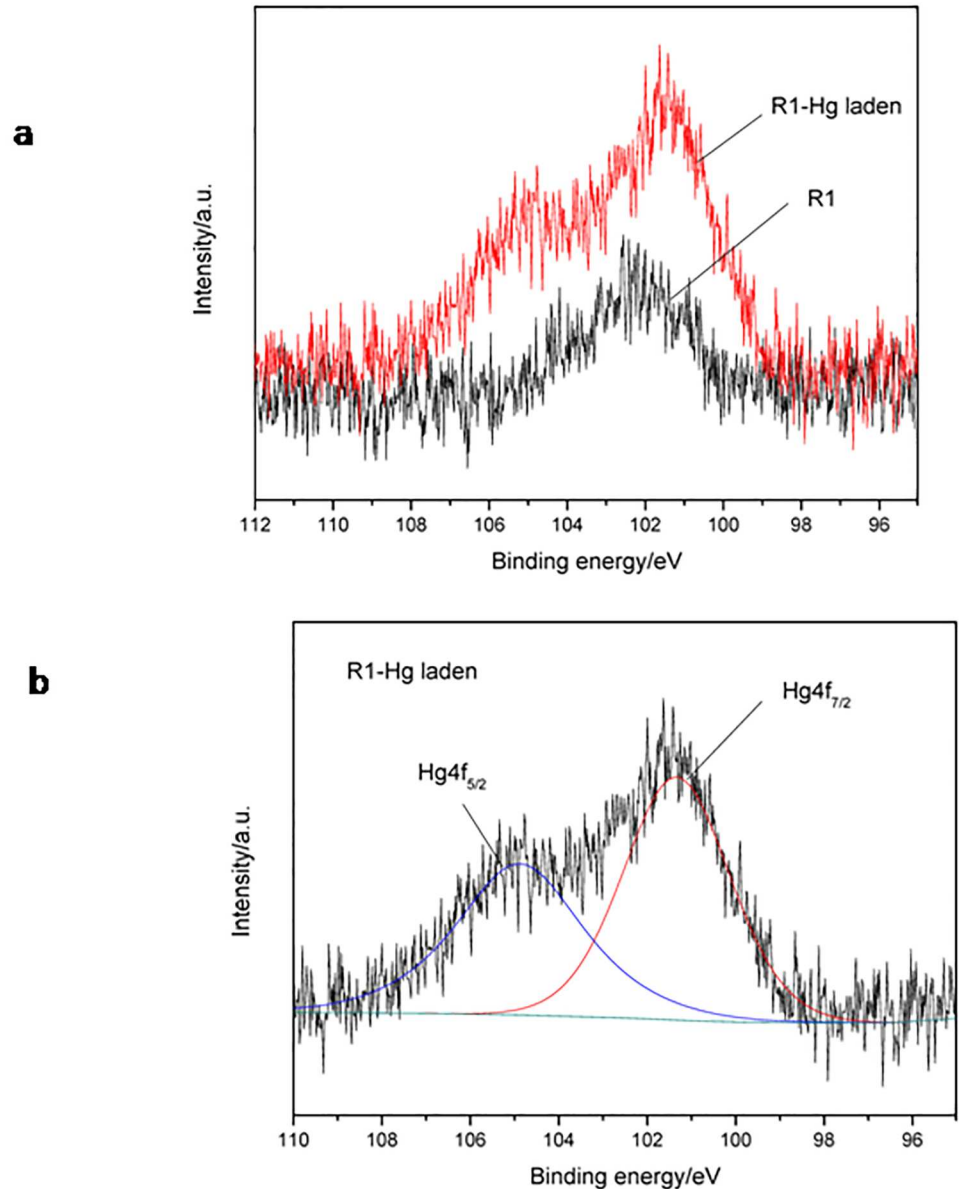 a
R1-Hg laden
R1
Intensity/a.u.
112 110 108 106 104 102 100 98 96
Binding energy/eV
b
R1-Hg laden
Hg4f7/2
Hg4f5/2
Intensity/a.u.
110 108 106 104 102 100 98 96
Binding energy/eV